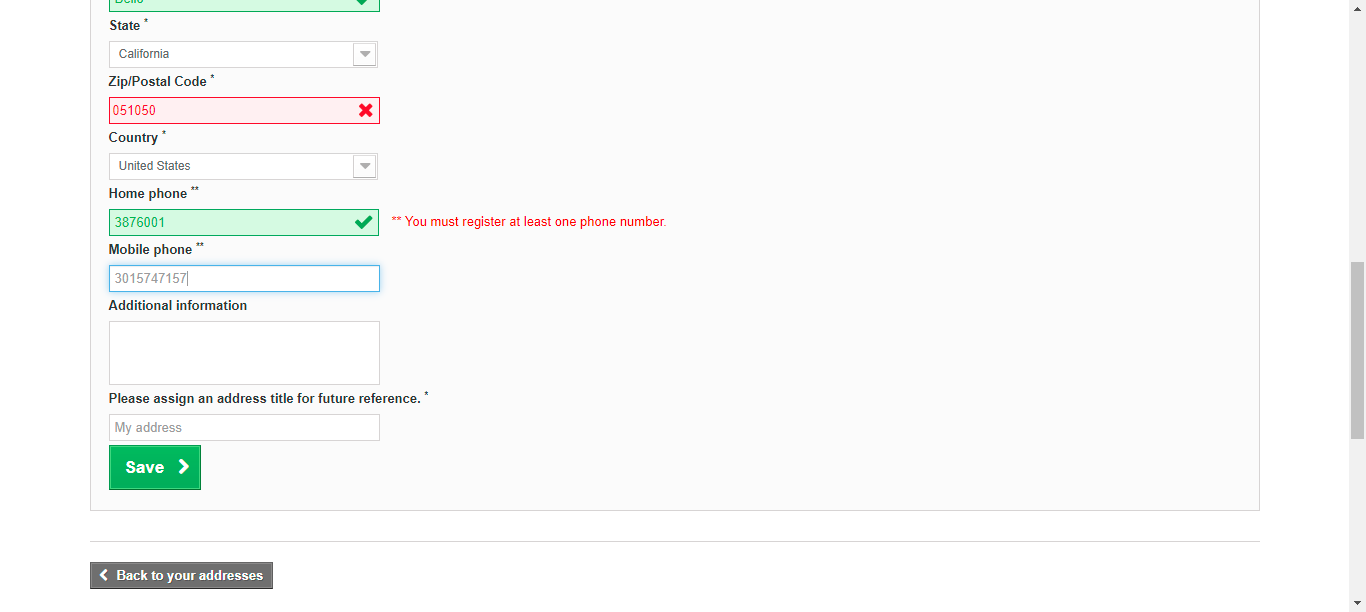 Bello
State *
California
Zip/Postal Code *
051050
Country *
United States
Home phone **
3876001
** You must register at least one phone number.
Mobile phone **
3015747157
Additional information
Please assign an address title for future reference. *
My address
Save
Back to your addresses